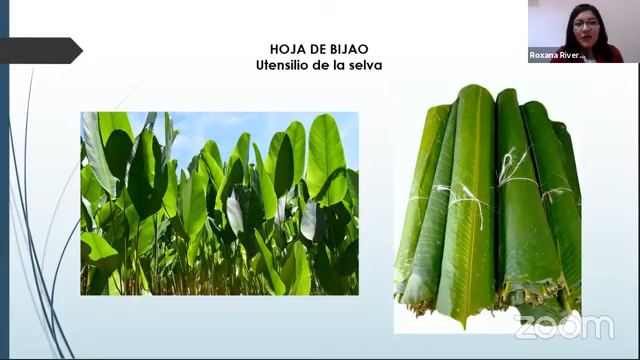 HOJA DE BIJAO
Utensilio de la selva
Roxana River...
zoom